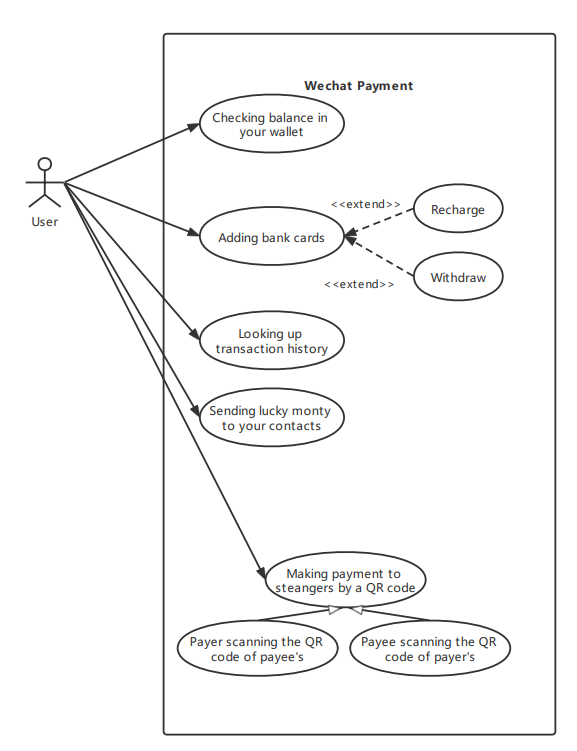 Wechat Payment
Checking balance in
your wallet
User
<<extend>>
Recharge
Adding bank cards
Withdraw
<<extend>>
Looking up
transaction history
Sending lucky monty
to your contacts
Making payment to
steangers by a QR code
Payer scanning the QR
code of payee's
Payee scanning the QR
code of payer's